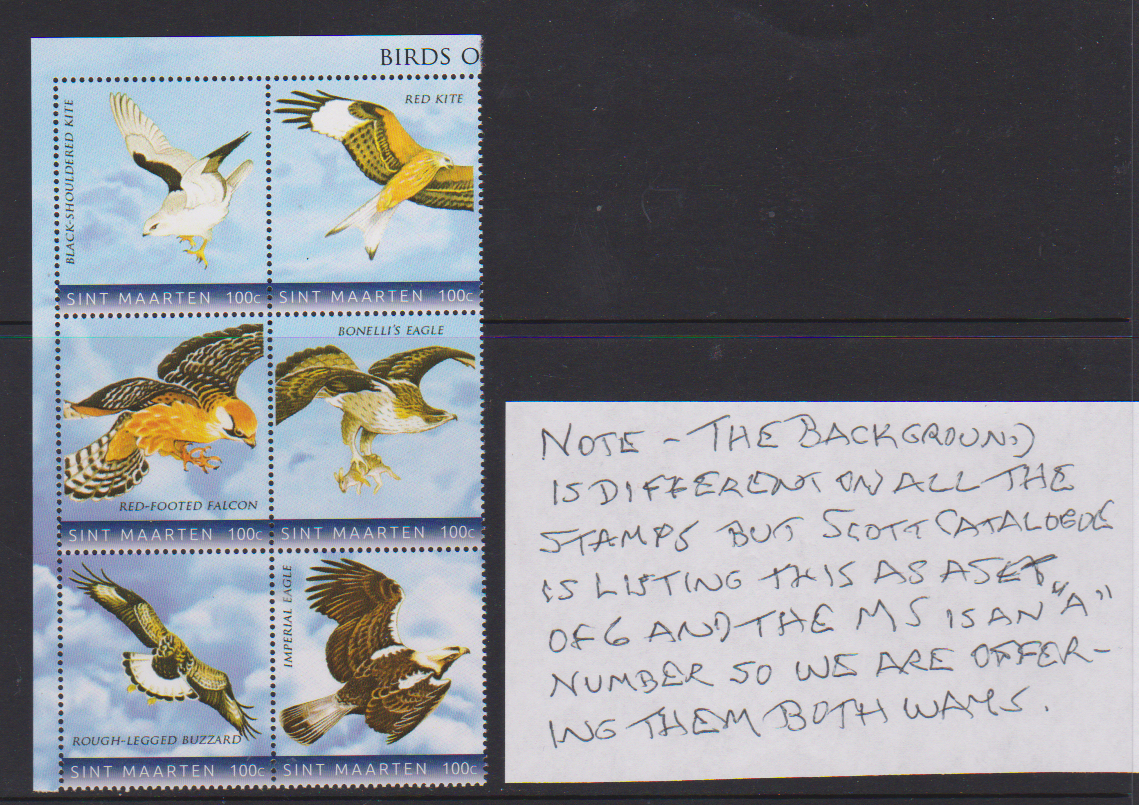 BIRDS O
BLACK-SHOULDERED KITE
RED KITE
SINT MAARTEN 100c
SINT MAARTEN 100c
RED-FOOTED FALCON
BONELLI'S EAGLE
SINT MAARTEN 100c
SINT MAARTEN 100c
ROUGH-LEGGED BUZZARD
IMPERIAL EAGLE
SINT MAARTEN 100c
SINT MAARTEN 100c
NOTE - THE BACKGROUND
IS DIFFERENT ON ALL THE
STAMPS BUT SCOTT CATALOGUE
IS LISTING THIS AS A SET
OF 6 AND THE MS IS AN "A"
NUMBER SO WE ARE OFFER-
ING THEM BOTH WAYS.